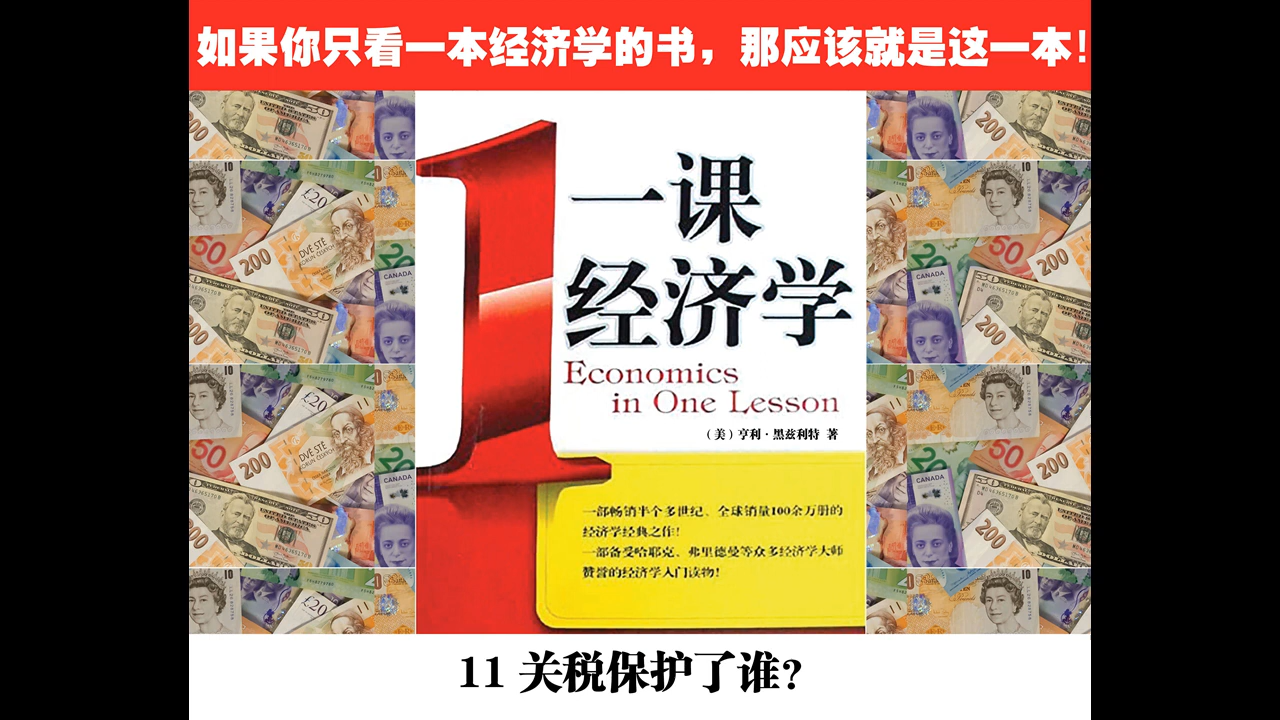 如果你只看一本经济学的书，那应该就是这一本！
一课
经济学
Economics
in One Lesson
（美）亨利·黑兹利特 著
一部畅销半个多世纪、全球销量100余万册的
经济学经典之作！
一部备受哈耶克、弗里德曼等众多经济学大师
赞誉的经济学入门读物！
11 关税保护了谁？